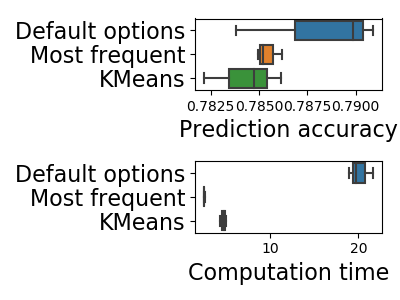 Default options
Most frequent
KMeans
0.7825 0.7850 0.7875 0.7900
Prediction accuracy
Default options
Most frequent
KMeans
10 20
Computation time